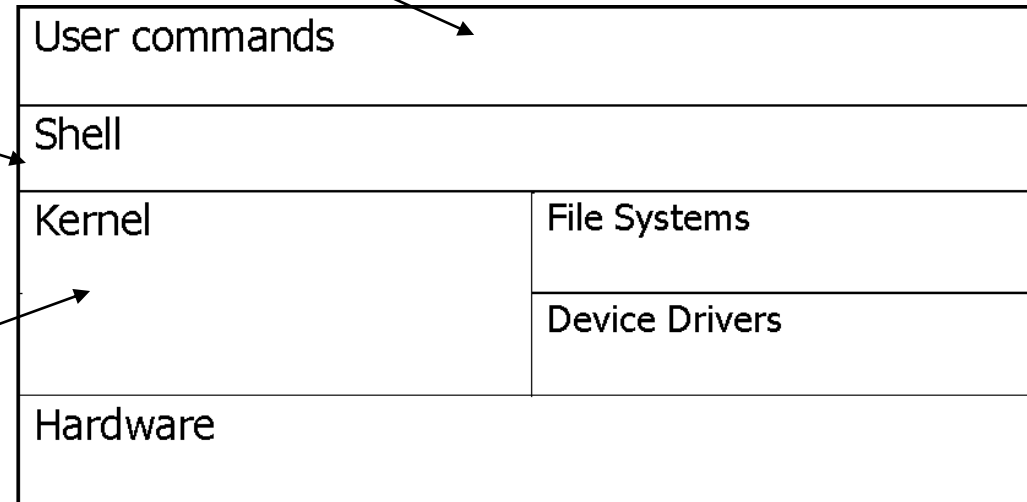 User commands
Shell
Kernel
File Systems
Device Drivers
Hardware